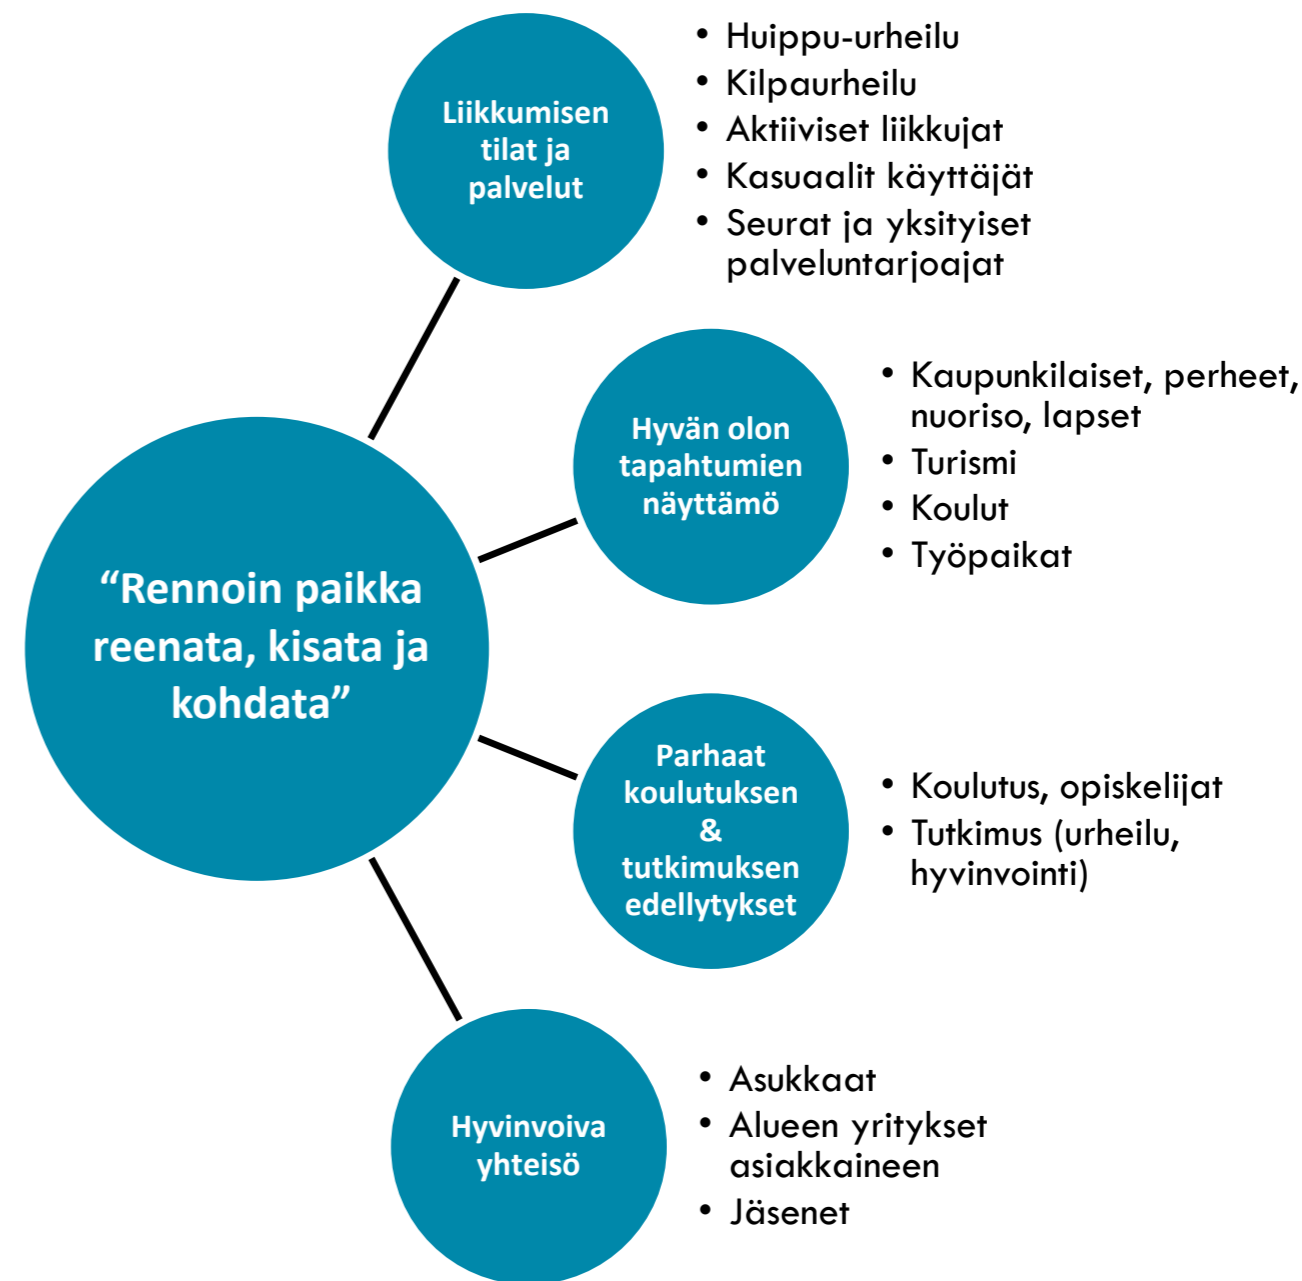 Liikkumisen
tilat ja
palvelut
• Huippu-urheilu
• Kilpaurheilu
• Aktiiviset liikkujat
• Kasuaalit käyttäjät
• Seurat ja yksityiset
palveluntarjoajat
Hyvän olon
tapahtumien
näyttämö
• Kaupunkilaiset, perheet,
nuoriso, lapset
• Turismi
• Koulut
• Työpaikat
“Rennoin paikka
reenata, kisata ja
kohdata”
Parhaat
koulutuksen
&
tutkimuksen
edellytykset
• Koulutus, opiskelijat
• Tutkimus (urheilu,
hyvinvointi)
Hyvinvoiva
yhteisö
• Asukkaat
• Alueen yritykset
asiakkaineen
• Jäsenet